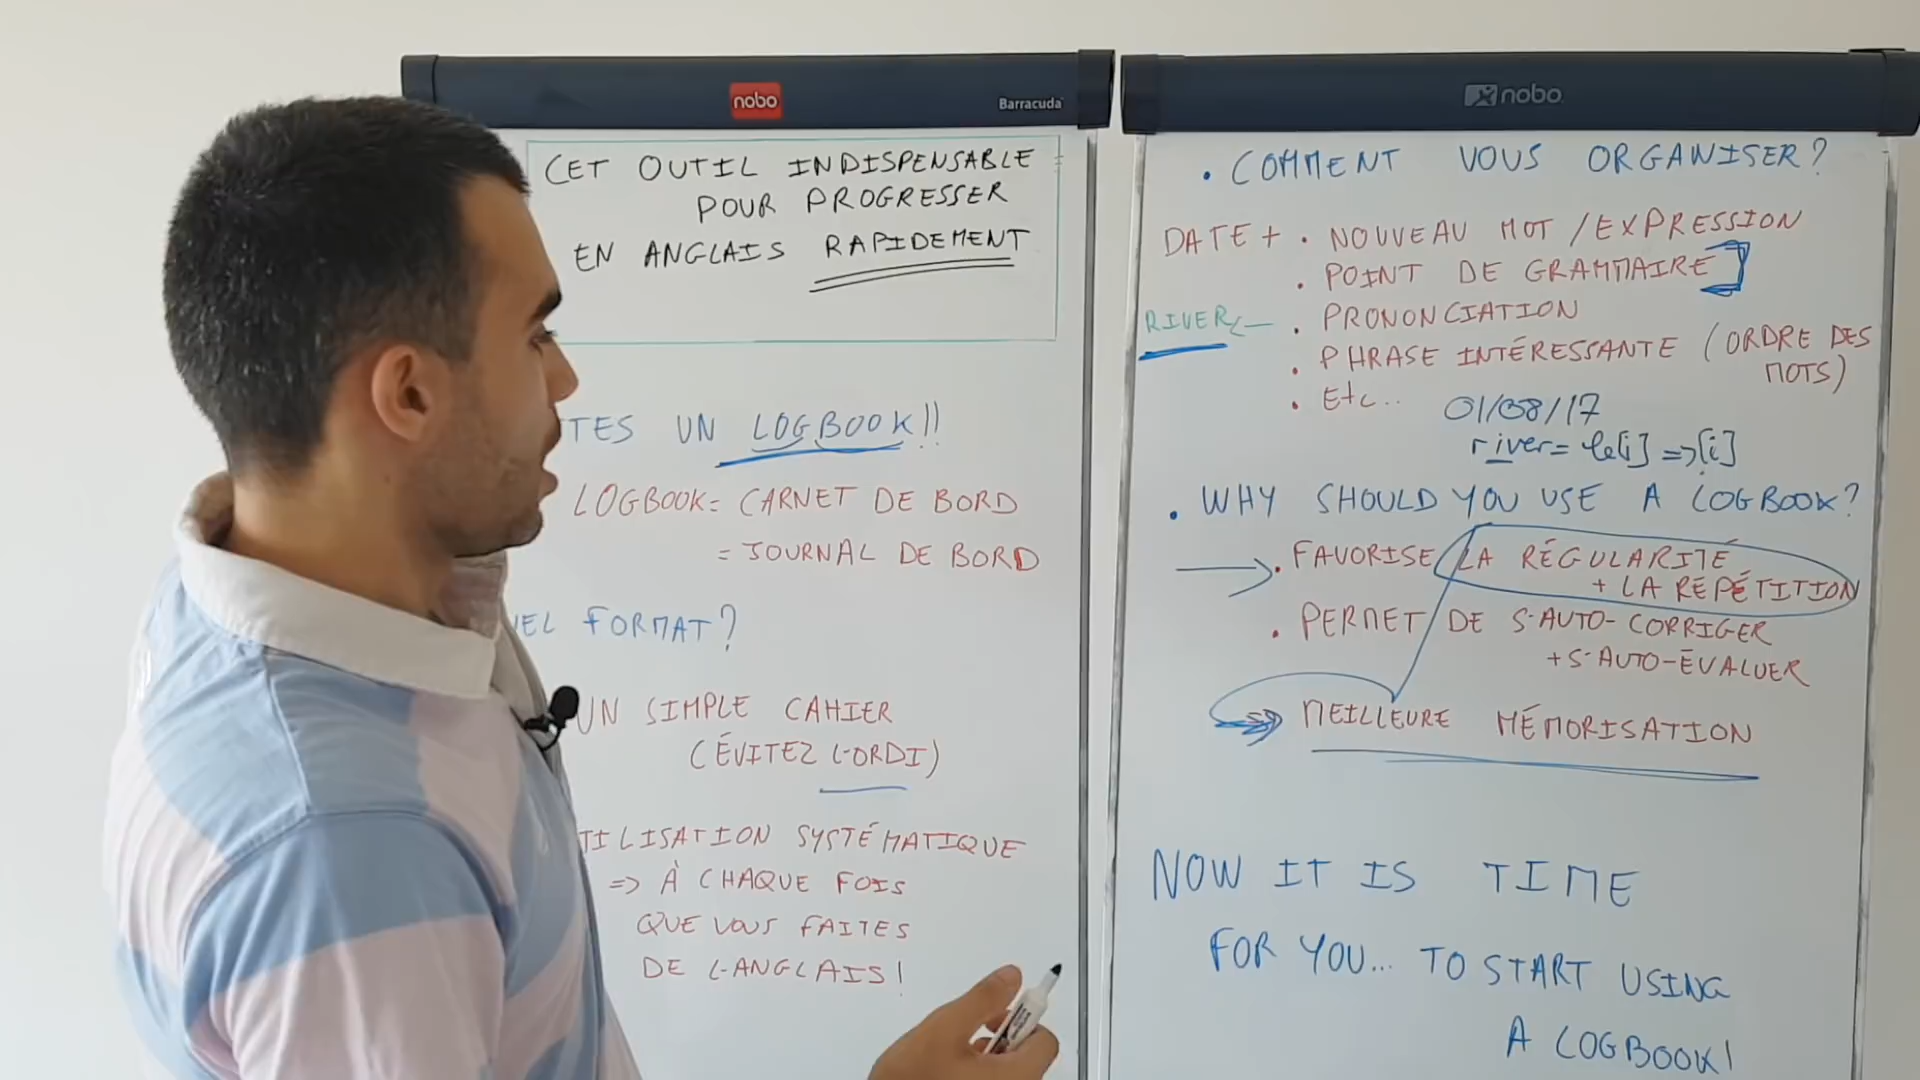 nobo
Barracuda
CET OUTIL INDISPENSABLE
POUR PROGRESSER
EN ANGLAIS RAPIDEMENT
TES UN LOGBOOK!!
LOGBOOK = CARNET DE BORD
= JOURNAL DE BORD
EL FORMAT?
UN SIMPLE CAHIER
(ÉVITEZ L'ORDI)
TILISATION SYSTÉMATIQUE
=> À CHAQUE FOIS
QUE VOUS FAITES
DE L'ANGLAIS!
nobo
• COMMENT VOUS ORGANISER?
DATE + • NOUVEAU MOT / EXPRESSION
• POINT DE GRAMMAIRE]
RIVER <— • PRONONCIATION
• PHRASE INTÉRESSANTE (ORDRE DES
MOTS)
• Etc..
01/08/17
river = le [i] => [i]
• WHY SHOULD YOU USE A LOGBOOK?
→ • FAVORISE LA RÉGULARITÉ
+ LA RÉPÉTITION
• PERMET DE S'AUTO-CORRIGER
+ S'AUTO-ÉVALUER
=> MEILLEURE MÉMORISATION
NOW IT IS TIME
FOR YOU... TO START USING
A LOGBOOK!